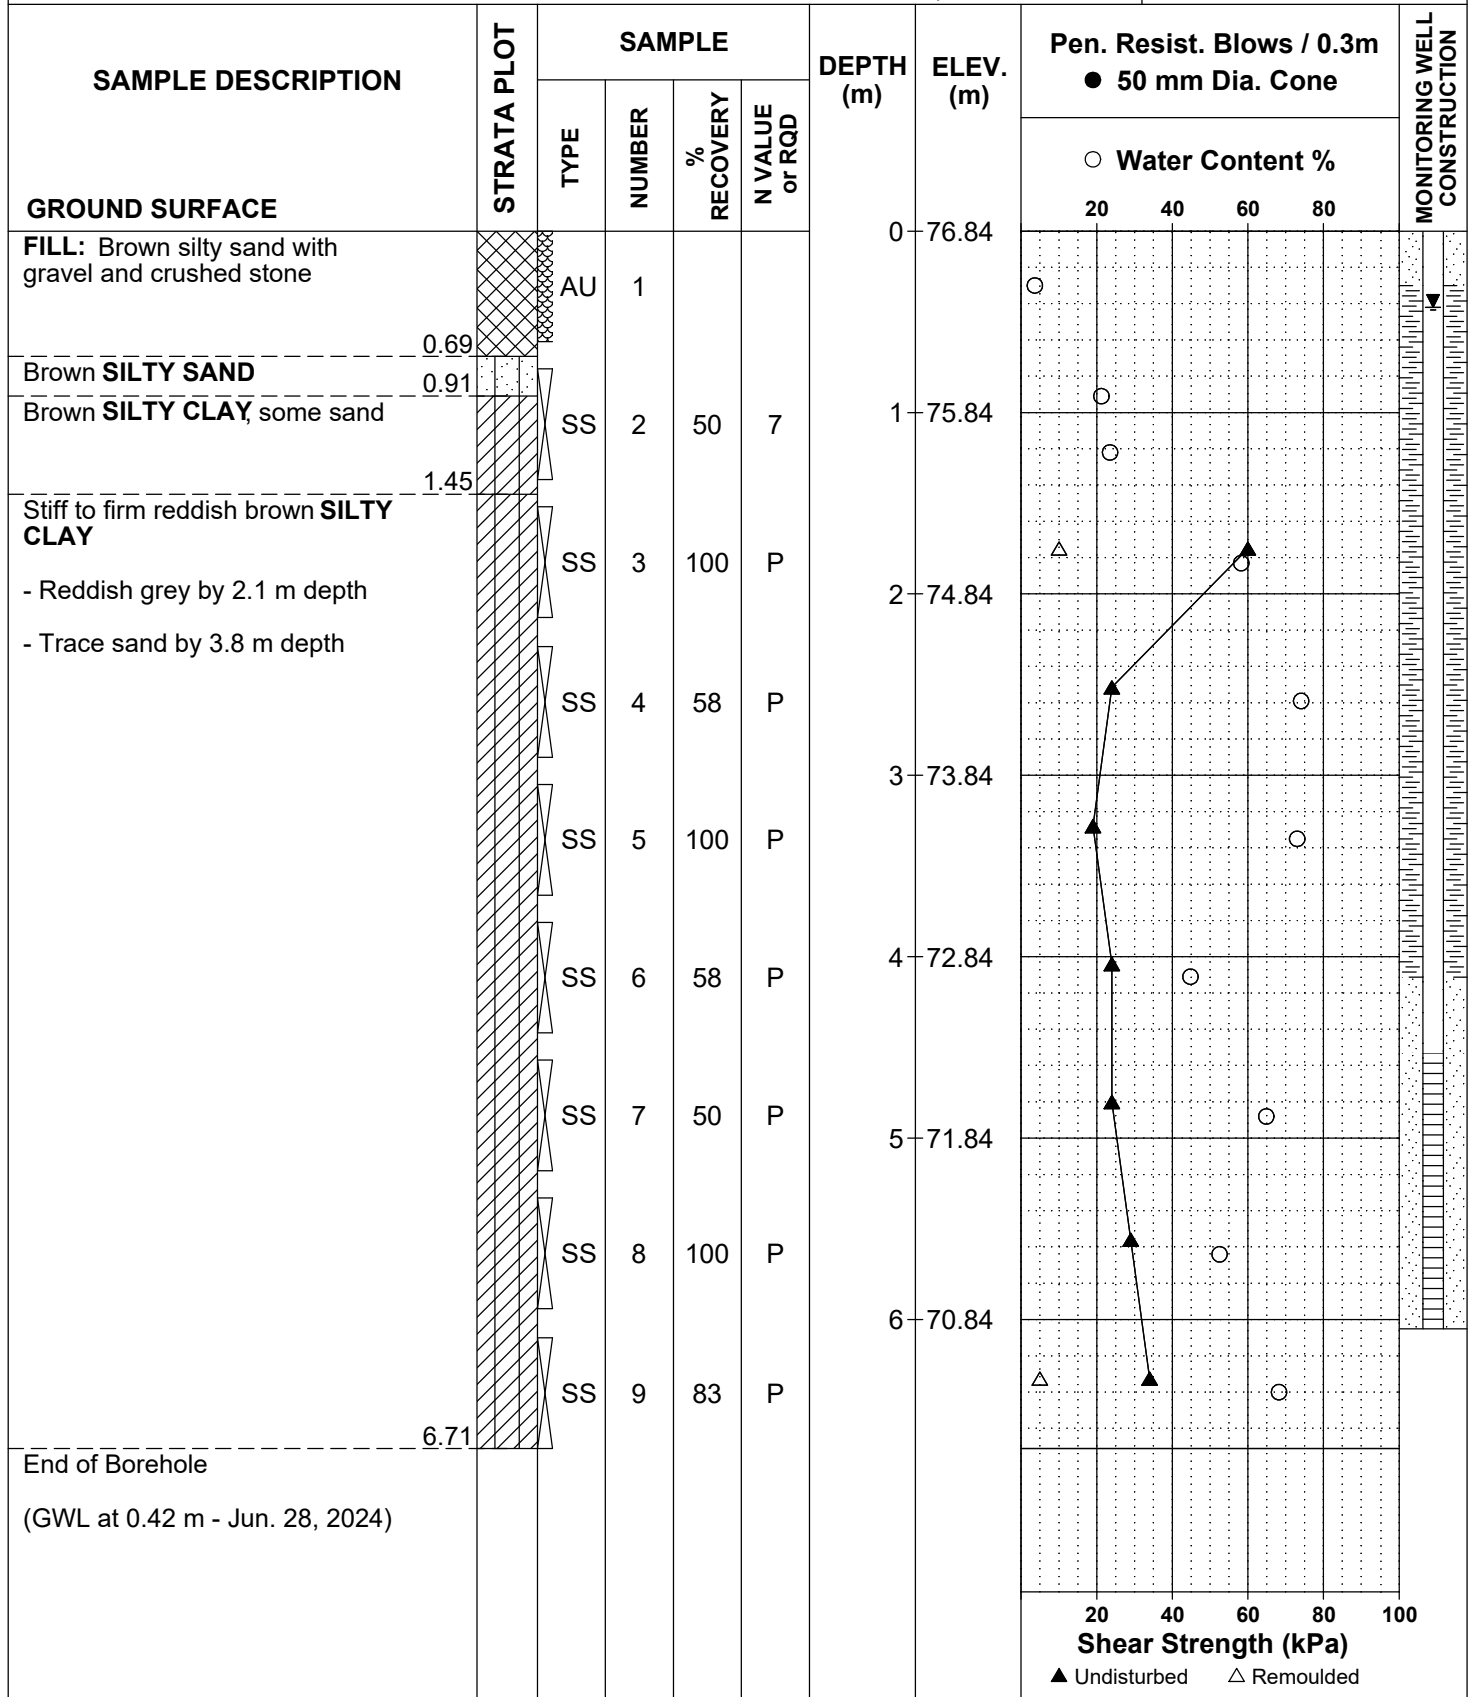 SAMPLE DESCRIPTION
GROUND SURFACE
STRATA PLOT
SAMPLE
TYPE
NUMBER
% RECOVERY
N VALUE or RQD
DEPTH (m)
ELEV. (m)
Pen. Resist. Blows / 0.3m
● 50 mm Dia. Cone
○ Water Content %
20 40 60 80
MONITORING WELL CONSTRUCTION
0 76.84
FILL: Brown silty sand with
gravel and crushed stone
AU 1
0.69
Brown SILTY SAND
0.91
Brown SILTY CLAY, some sand
1 75.84
SS 2 50 7
1.45
Stiff to firm reddish brown SILTY
CLAY
SS 3 100 P
- Reddish grey by 2.1 m depth
2 74.84
- Trace sand by 3.8 m depth
SS 4 58 P
3 73.84
SS 5 100 P
4 72.84
SS 6 58 P
SS 7 50 P
5 71.84
SS 8 100 P
6 70.84
SS 9 83 P
6.71
End of Borehole
(GWL at 0.42 m - Jun. 28, 2024)
20 40 60 80 100
Shear Strength (kPa)
▲ Undisturbed △ Remoulded